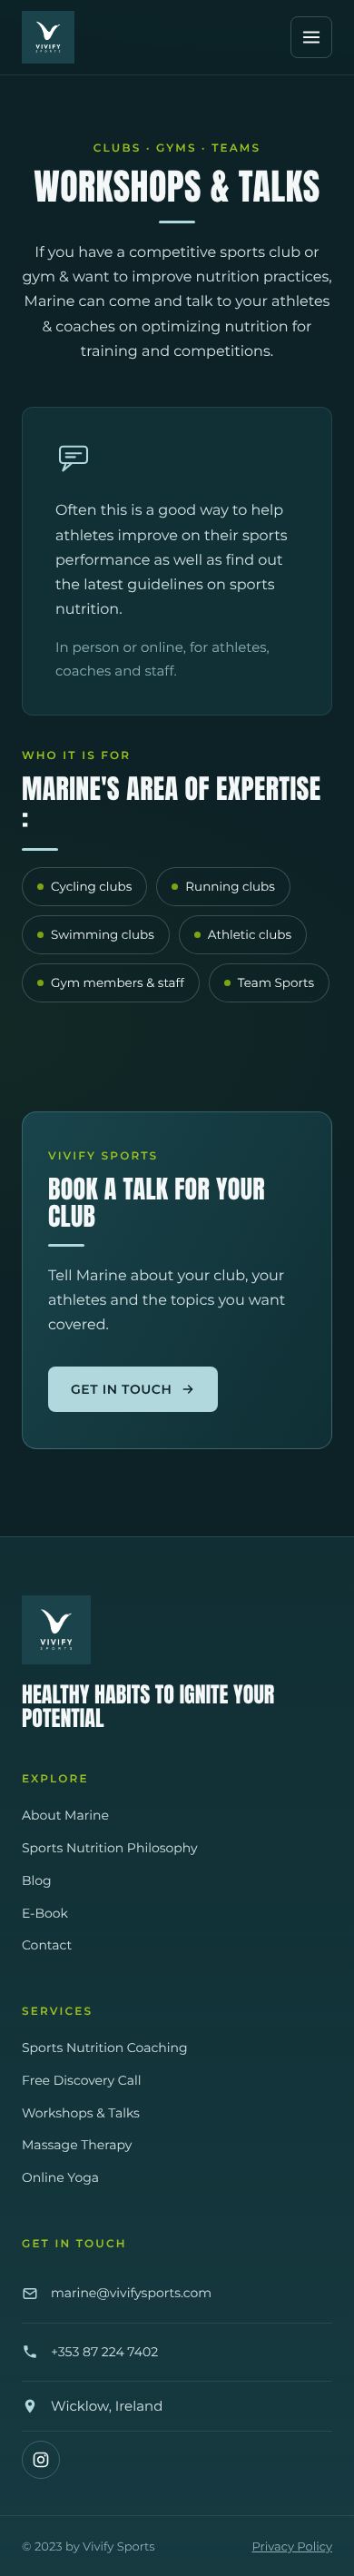 VIVIFY
SPORTS
CLUBS · GYMS · TEAMS
WORKSHOPS & TALKS
If you have a competitive sports club or
gym & want to improve nutrition practices,
Marine can come and talk to your athletes
& coaches on optimizing nutrition for
training and competitions.
Often this is a good way to help
athletes improve on their sports
performance as well as find out
the latest guidelines on sports
nutrition.
In person or online, for athletes,
coaches and staff.
WHO IT IS FOR
MARINE'S AREA OF EXPERTISE
:
Cycling clubs
Running clubs
Swimming clubs
Athletic clubs
Gym members & staff
Team Sports
VIVIFY SPORTS
BOOK A TALK FOR YOUR
CLUB
Tell Marine about your club, your
athletes and the topics you want
covered.
GET IN TOUCH →
VIVIFY
SPORTS
HEALTHY HABITS TO IGNITE YOUR
POTENTIAL
EXPLORE
About Marine
Sports Nutrition Philosophy
Blog
E-Book
Contact
SERVICES
Sports Nutrition Coaching
Free Discovery Call
Workshops & Talks
Massage Therapy
Online Yoga
GET IN TOUCH
marine@vivifysports.com
+353 87 224 7402
Wicklow, Ireland
© 2023 by Vivify Sports
Privacy Policy